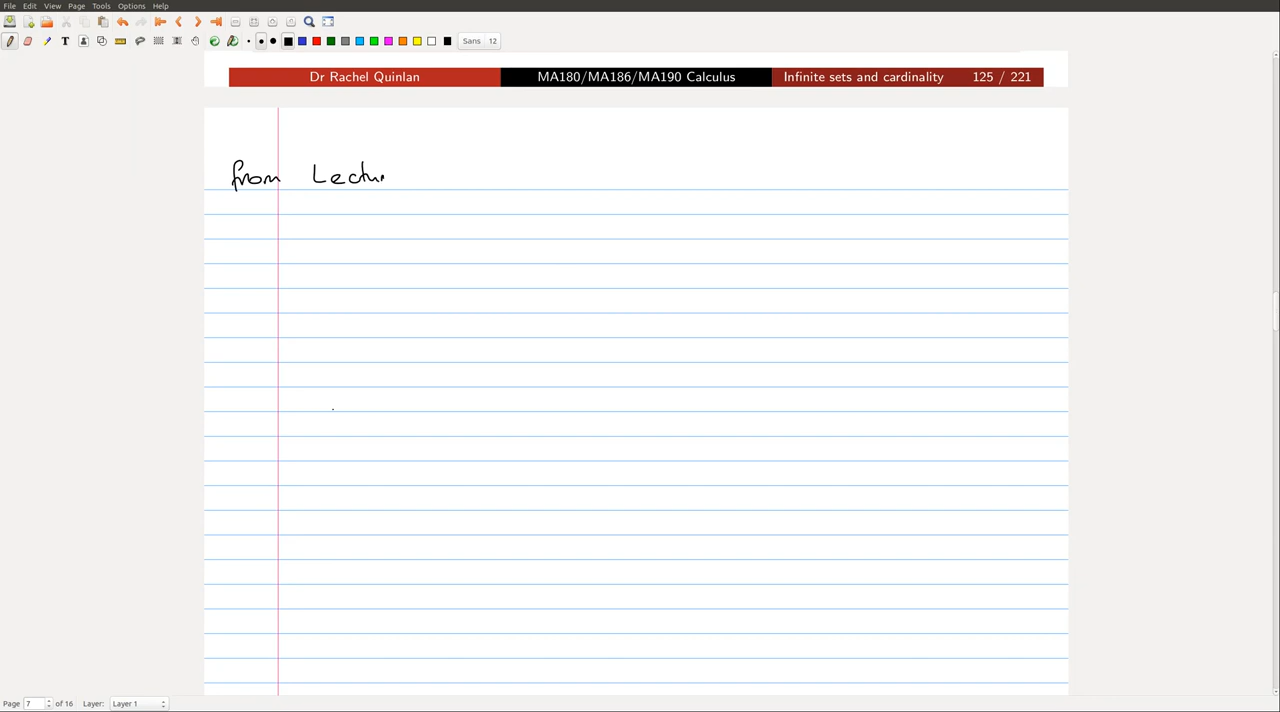 File Edit View Page Tools Options Help
Sans 12
Dr Rachel Quinlan MA180/MA186/MA190 Calculus Infinite sets and cardinality 125 / 221
from Lectu
Page 7 of 16 Layer: Layer 1